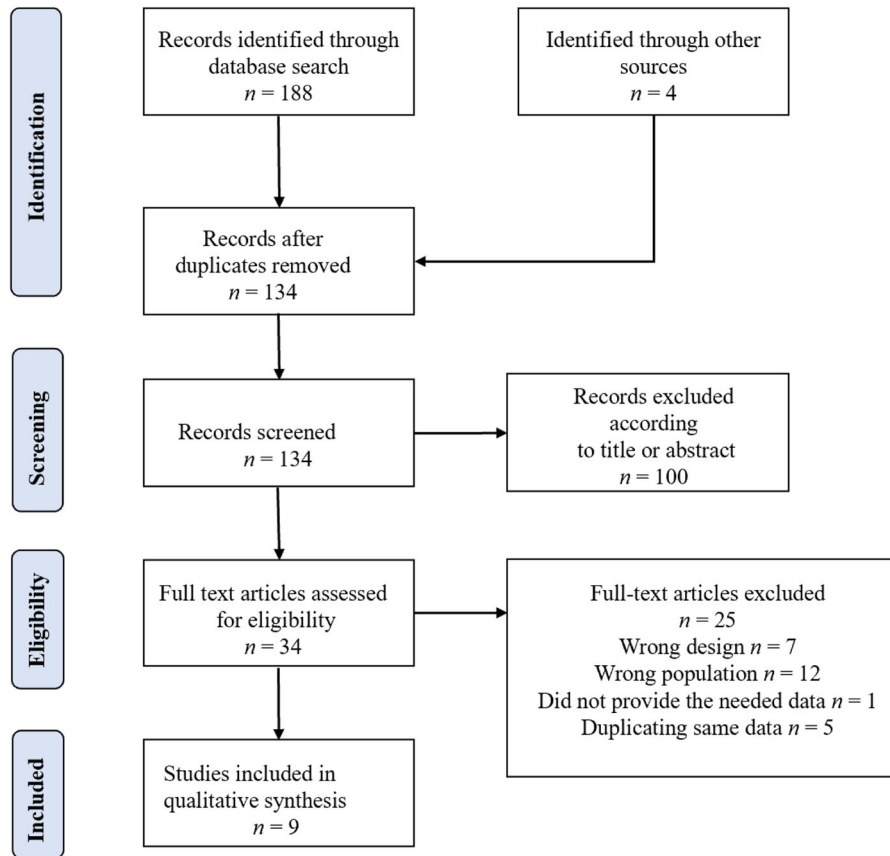 Identification
Records identified through
database search
n = 188
Identified through other
sources
n = 4
Records after
duplicates removed
n = 134
Screening
Records screened
n = 134
Records excluded
according
to title or abstract
n = 100
Eligibility
Full text articles assessed
for eligibility
n = 34
Full-text articles excluded
n = 25
Wrong design n = 7
Wrong population n = 12
Did not provide the needed data n = 1
Duplicating same data n = 5
Included
Studies included in
qualitative synthesis
n = 9